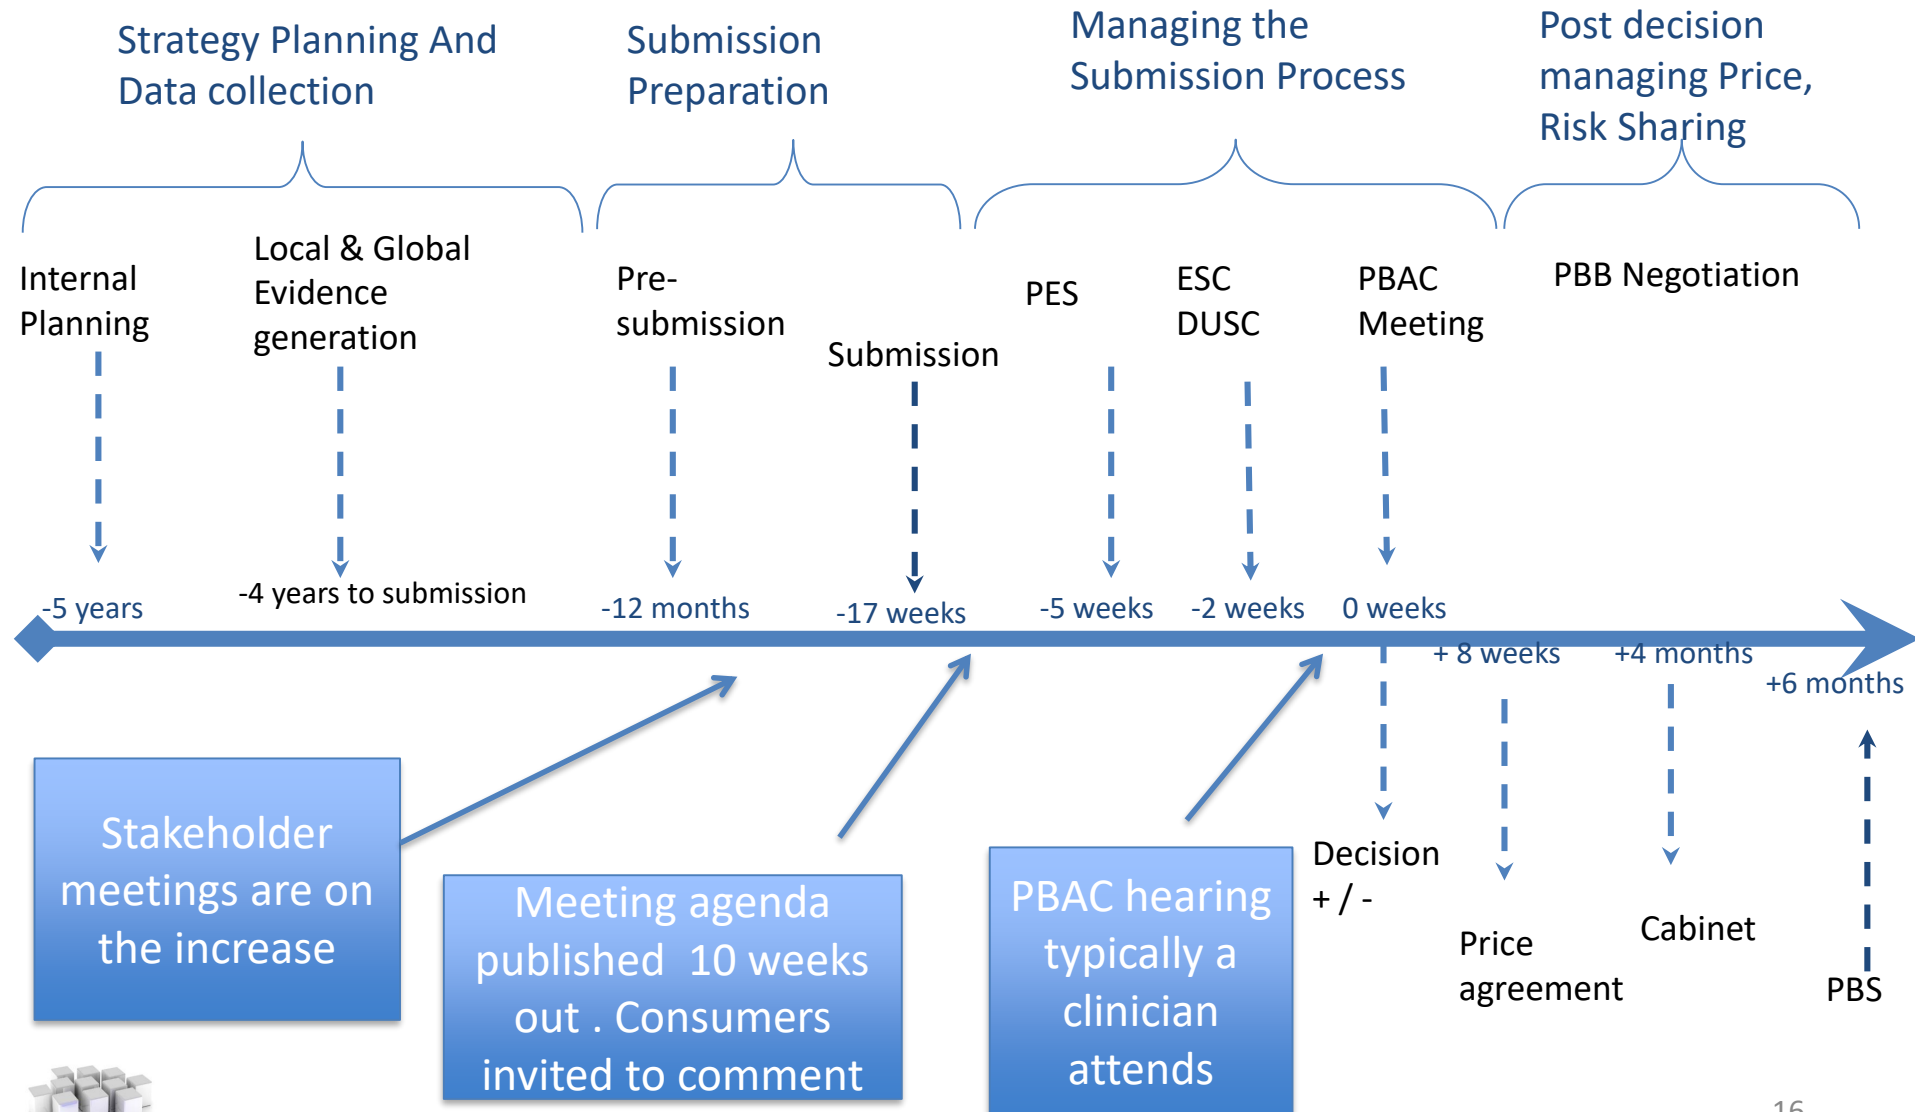 Strategy Planning And
Data collection
Submission
Preparation
Managing the
Submission Process
Post decision
managing Price,
Risk Sharing
Internal
Planning
Local & Global
Evidence
generation
Pre-
submission
Submission
PES
ESC
DUSC
PBAC
Meeting
PBB Negotiation
-5 years
-4 years to submission
-12 months
-17 weeks
-5 weeks
-2 weeks
0 weeks
+ 8 weeks
+4 months
+6 months
Stakeholder
meetings are on
the increase
Meeting agenda
published 10 weeks
out . Consumers
invited to comment
PBAC hearing
typically a
clinician
attends
Decision
+ / -
Price
agreement
Cabinet
PBS
16